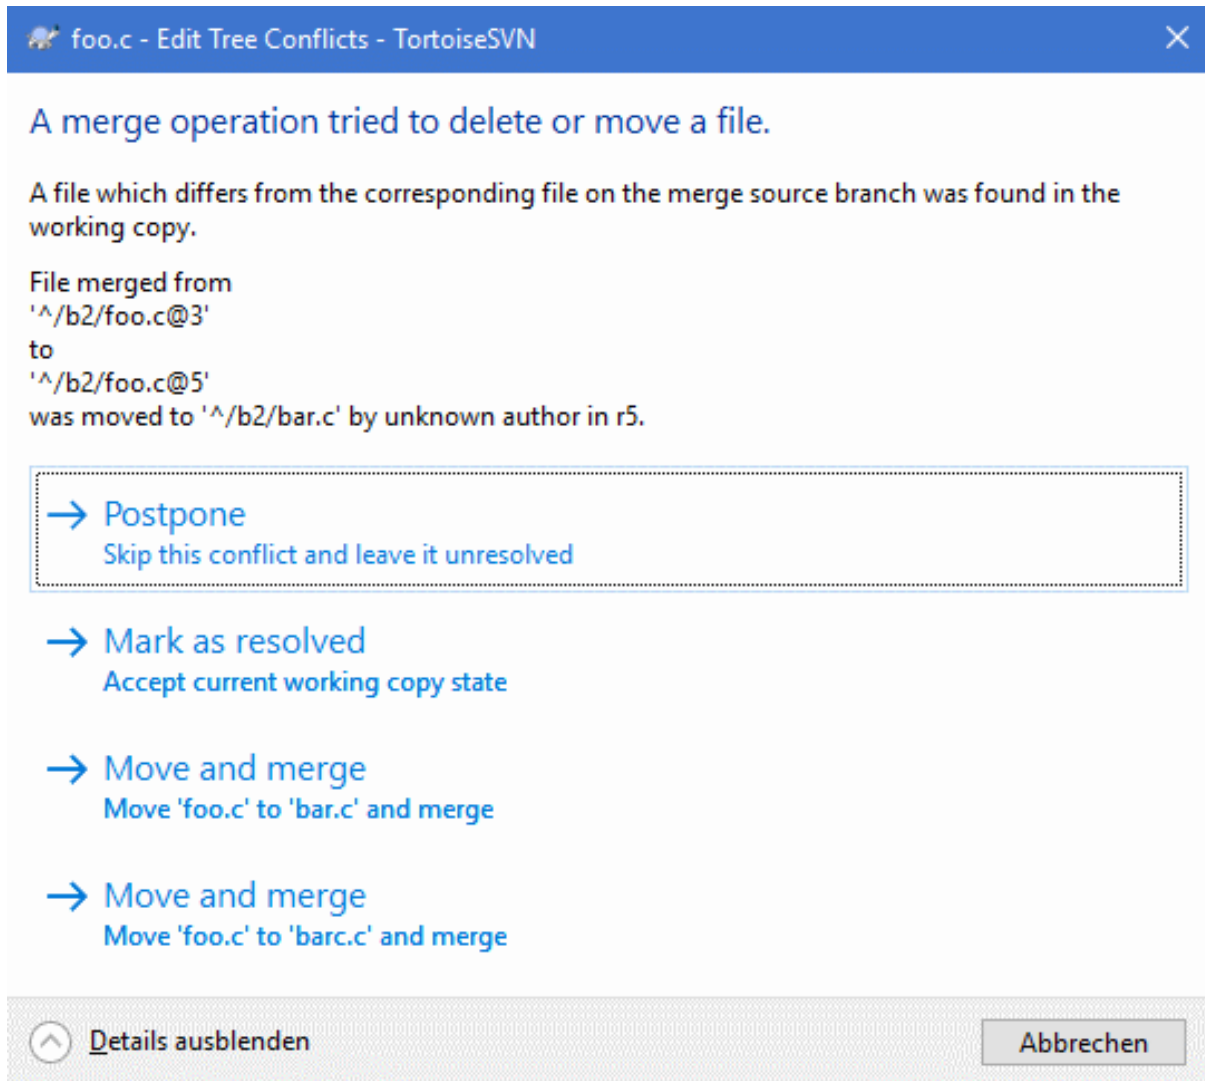 foo.c - Edit Tree Conflicts - TortoiseSVN
A merge operation tried to delete or move a file.
A file which differs from the corresponding file on the merge source branch was found in the
working copy.
File merged from
'^/b2/foo.c@3'
to
'^/b2/foo.c@5'
was moved to '^/b2/bar.c' by unknown author in r5.
Postpone
Skip this conflict and leave it unresolved
Mark as resolved
Accept current working copy state
Move and merge
Move 'foo.c' to 'bar.c' and merge
Move and merge
Move 'foo.c' to 'barc.c' and merge
Details ausblenden
Abbrechen